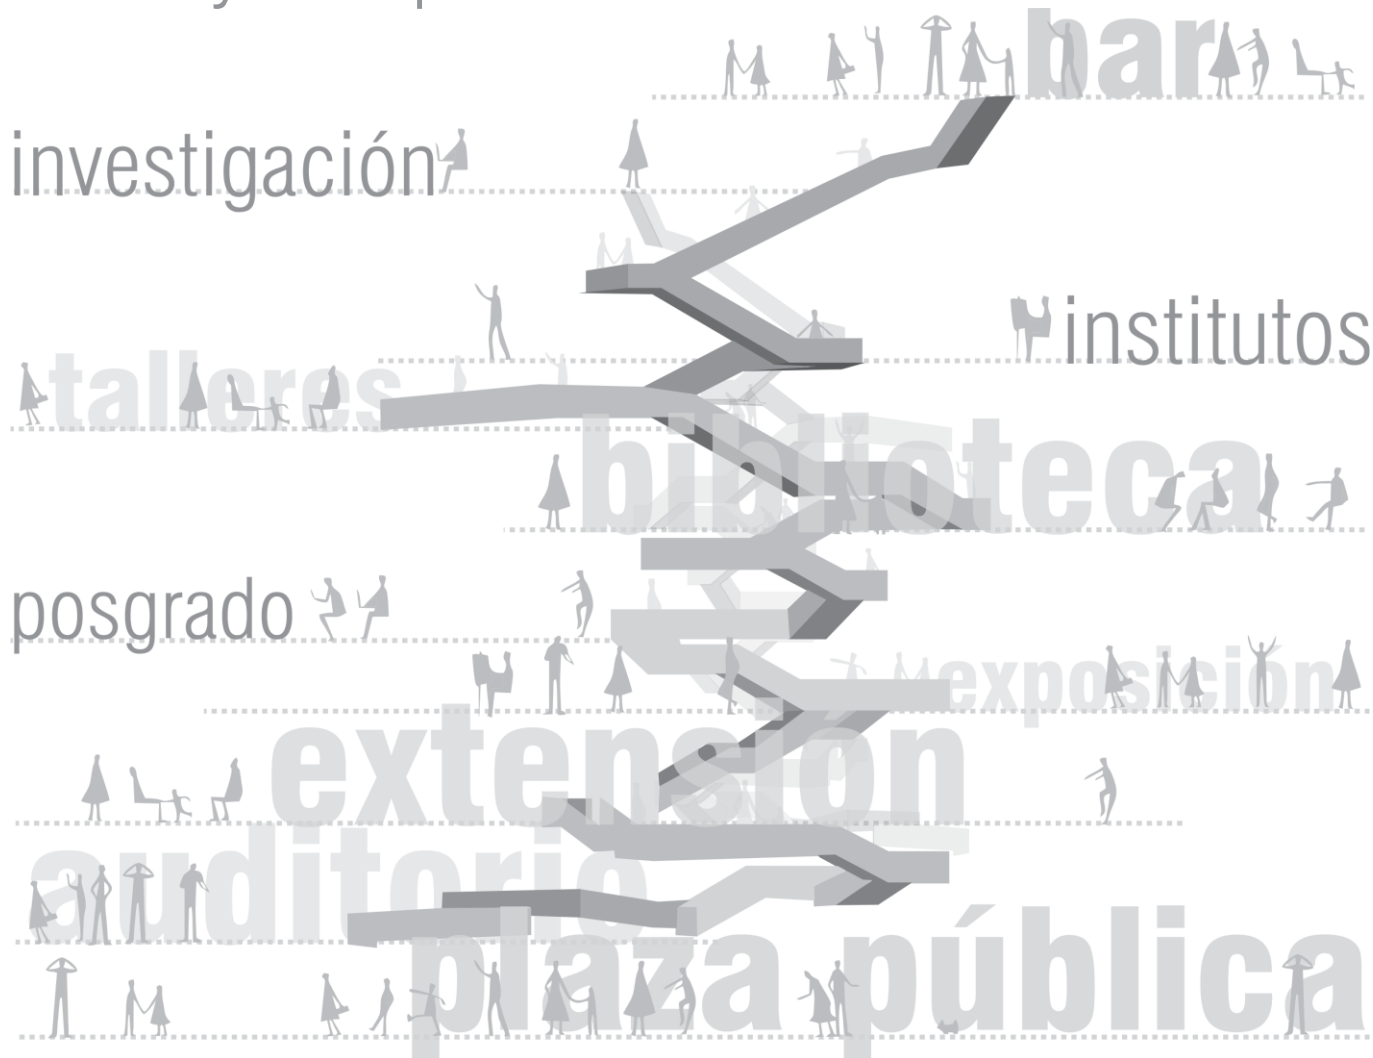 bar
investigación
institutos
talleres
biblioteca
posgrado
exposición
extensión
auditorio
plaza pública